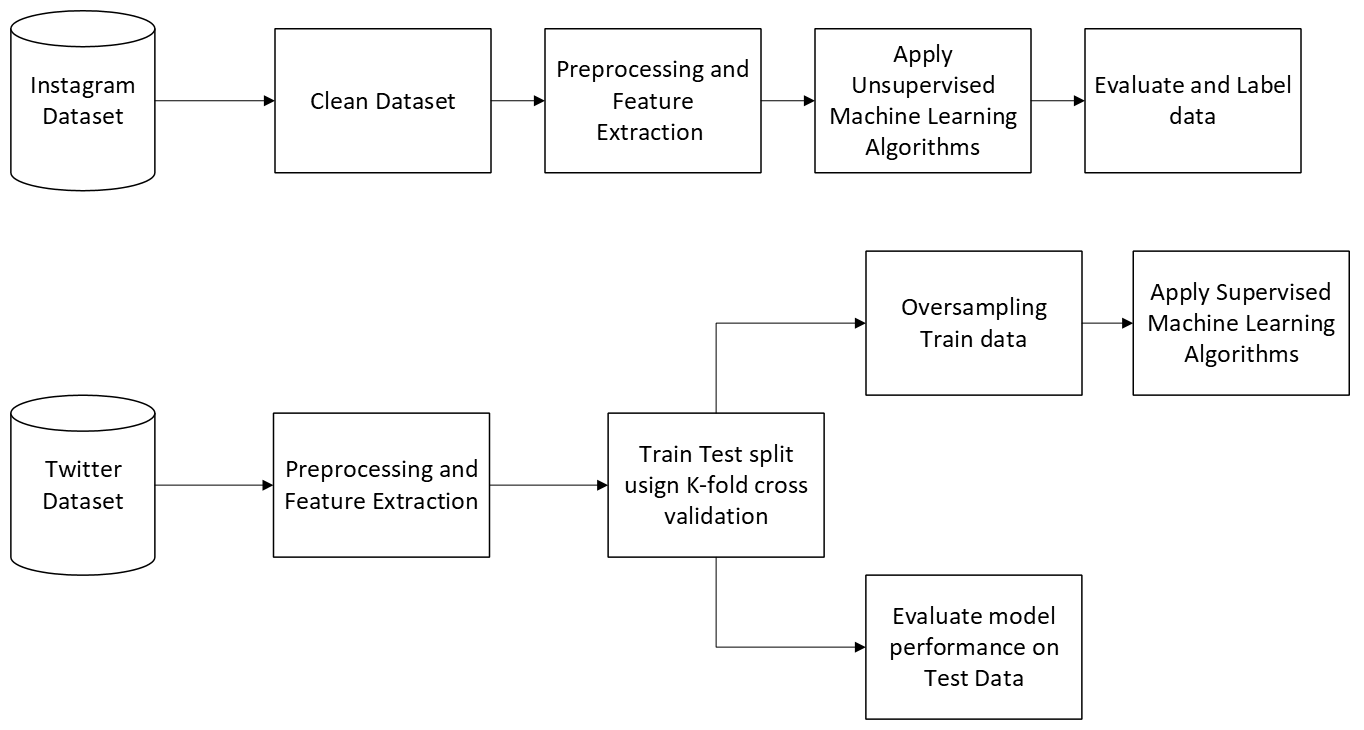 Instagram
Dataset
Clean Dataset
Preprocessing and
Feature
Extraction
Apply
Unsupervised
Machine Learning
Algorithms
Evaluate and Label
data
Twitter
Dataset
Preprocessing and
Feature Extraction
Train Test split
usign K-fold cross
validation
Oversampling
Train data
Apply Supervised
Machine Learning
Algorithms
Evaluate model
performance on
Test Data